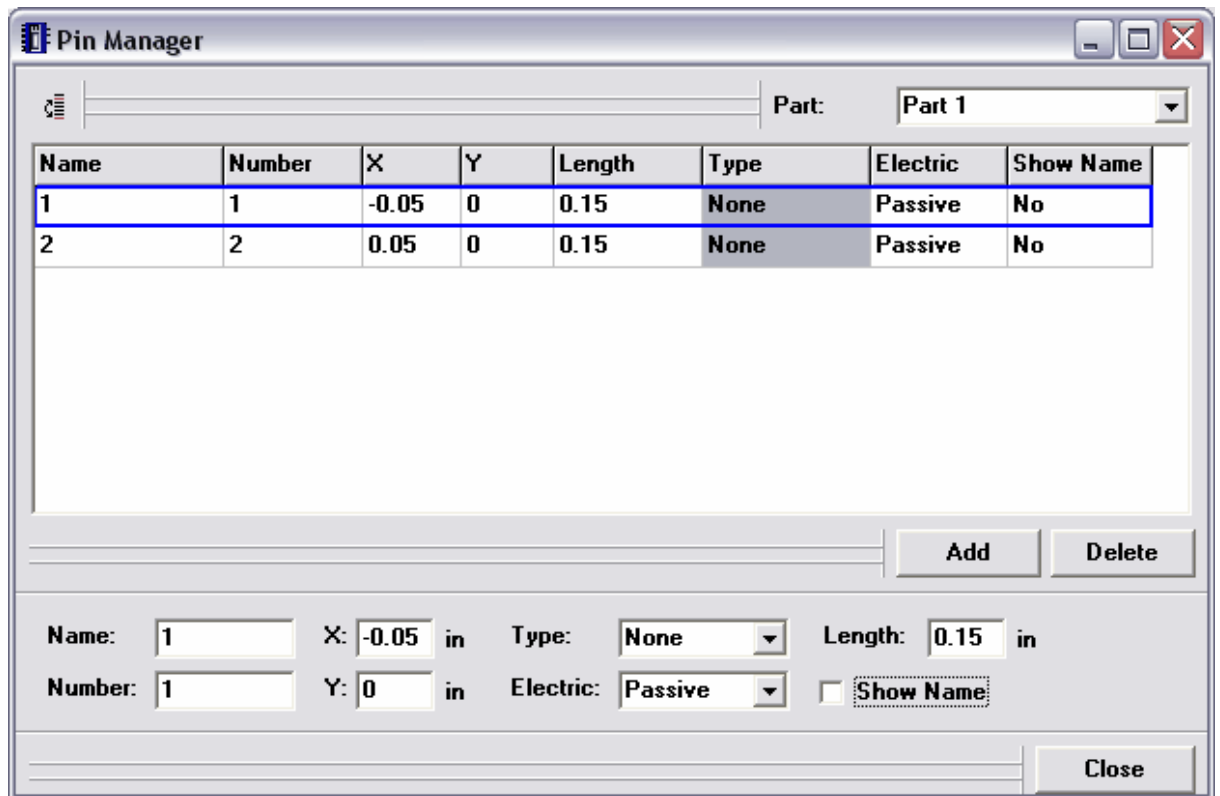 Pin Manager
Part: Part 1
Name Number X Y Length Type Electric Show Name
1 1 -0.05 0 0.15 None Passive No
2 2 0.05 0 0.15 None Passive No
Add Delete
Name: 1 X: -0.05 in Type: None Length: 0.15 in
Number: 1 Y: 0 in Electric: Passive Show Name
Close